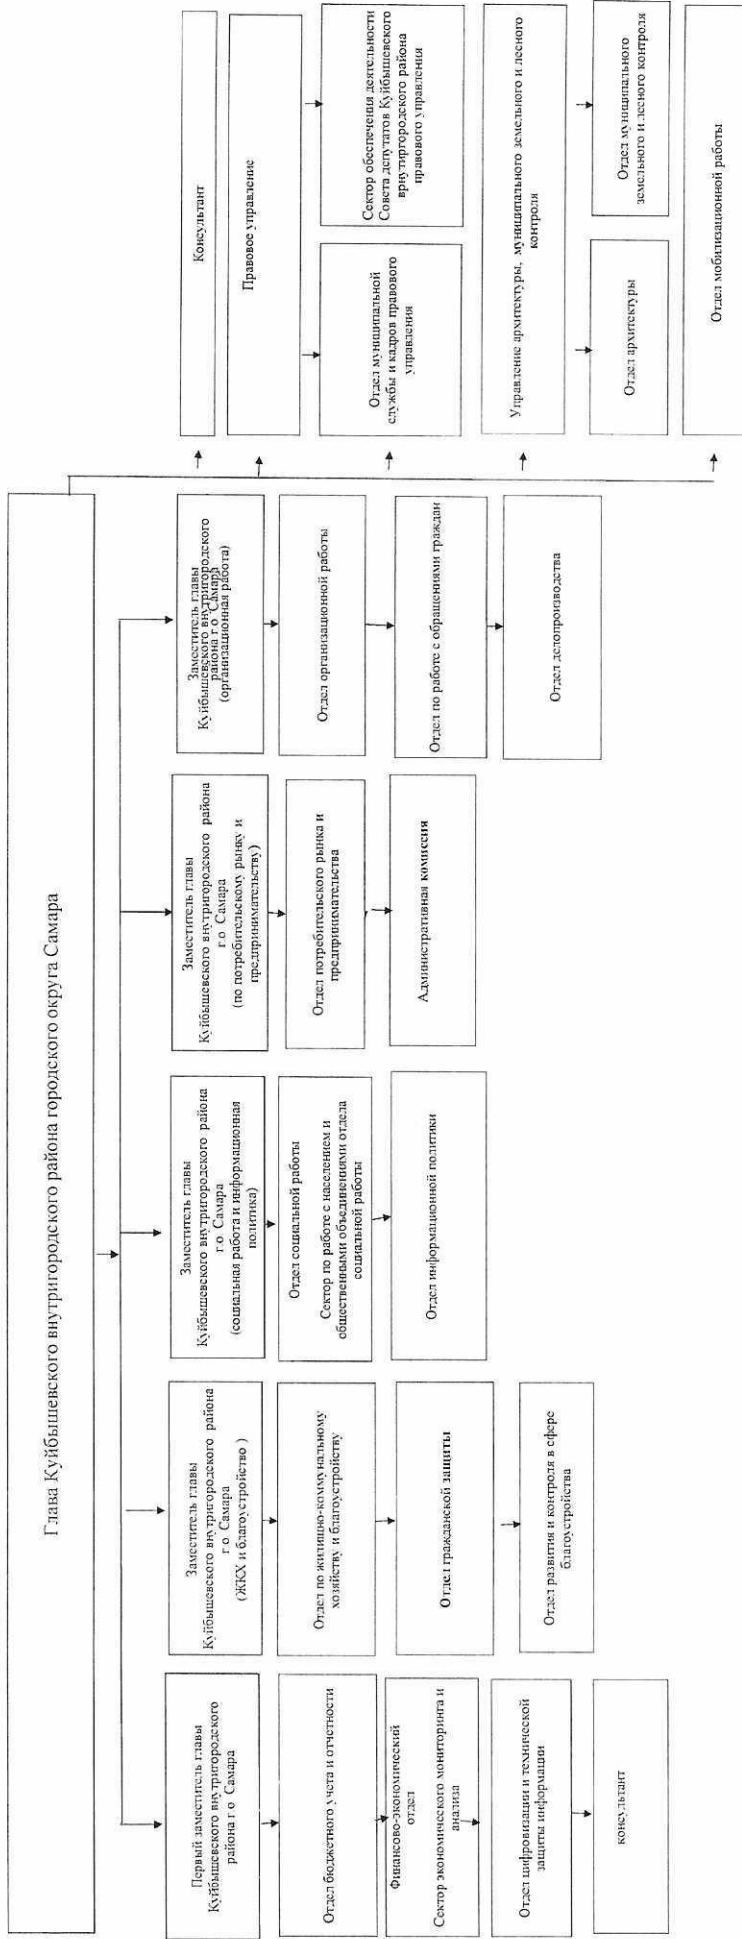 Глава Куйбышевского внутригородского района городского округа Самара
Первый заместитель главы
Куйбышевского внутригородского
района г о Самара
Отдел бюджетного учета и отчетности
Финансово-экономический
отдел
Сектор экономического мониторинга и
анализа
Отдел цифровизации и технической
защиты информации
консультант
Заместитель главы
Куйбышевского внутригородского района
г о Самара
(ЖКХ и благоустройство )
Отдел по жилищно-коммунальному
хозяйству и благоустройству
Отдел гражданской защиты
Отдел развития и контроля в сфере
благоустройства
Заместитель главы
Куйбышевского внутригородского района
г о Самара
(социальная работа и информационная
политика)
Отдел социальной работы
Сектор по работе с населением и
общественными объединениями отдела
социальной работы
Отдел информационной политики
Заместитель главы
Куйбышевского внутригородского района
г о Самара
(по потребительскому рынку и
предпринимательству)
Отдел потребительского рынка и
предпринимательства
Административная комиссия
Заместитель главы
Куйбышевского внутригородского
района г о Самара
(организационная работа)
Отдел организационной работы
Отдел по работе с обращениями граждан
Отдел делопроизводства
Консультант
Правовое управление
Отдел муниципальной
службы и кадров правового
управления
Сектор обеспечения деятельности
Совета депутатов Куйбышевского
врнутиргородского района
правового управления
Управление архитектуры, муниципального земельного и лесного
контроля
Отдел архитектуры
Отдел муниципального
земельного и лесного контроля
Отдел мобилизационной работы